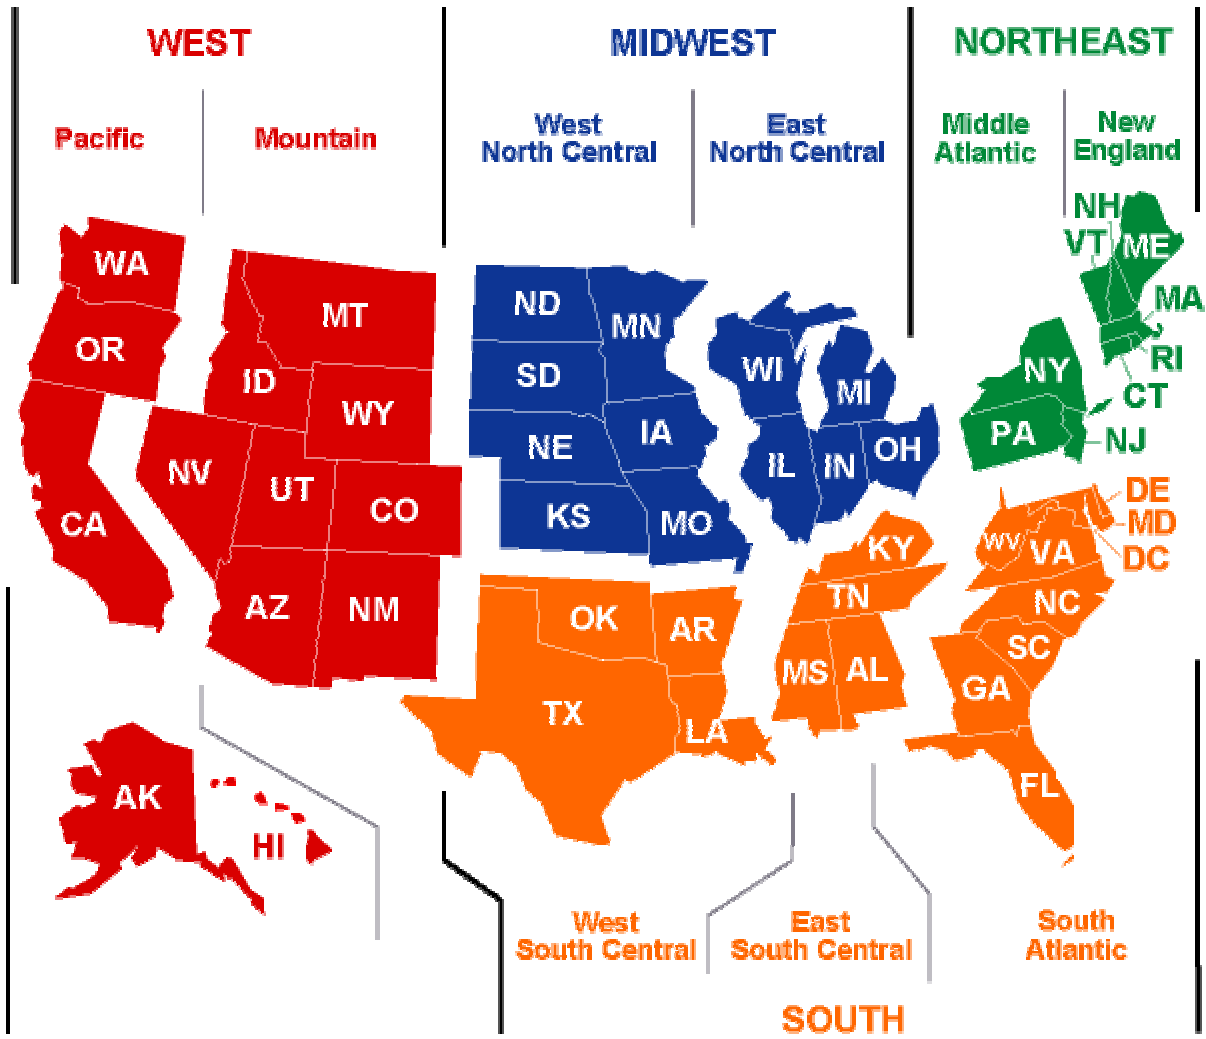 WEST
MIDWEST
NORTHEAST
Pacific
Mountain
West
North Central
East
North Central
Middle
Atlantic
New
England
WA
OR
CA
MT
ID
WY
NV
UT
CO
AZ
NM
AK
HI
ND
MN
SD
NE
IA
KS
MO
WI
MI
IL
IN
OH
NH
VT
ME
MA
RI
CT
NY
PA
NJ
DE
MD
DC
WV
VA
KY
TN
NC
SC
MS
AL
GA
FL
OK
AR
TX
LA
West
South Central
East
South Central
South
Atlantic
SOUTH